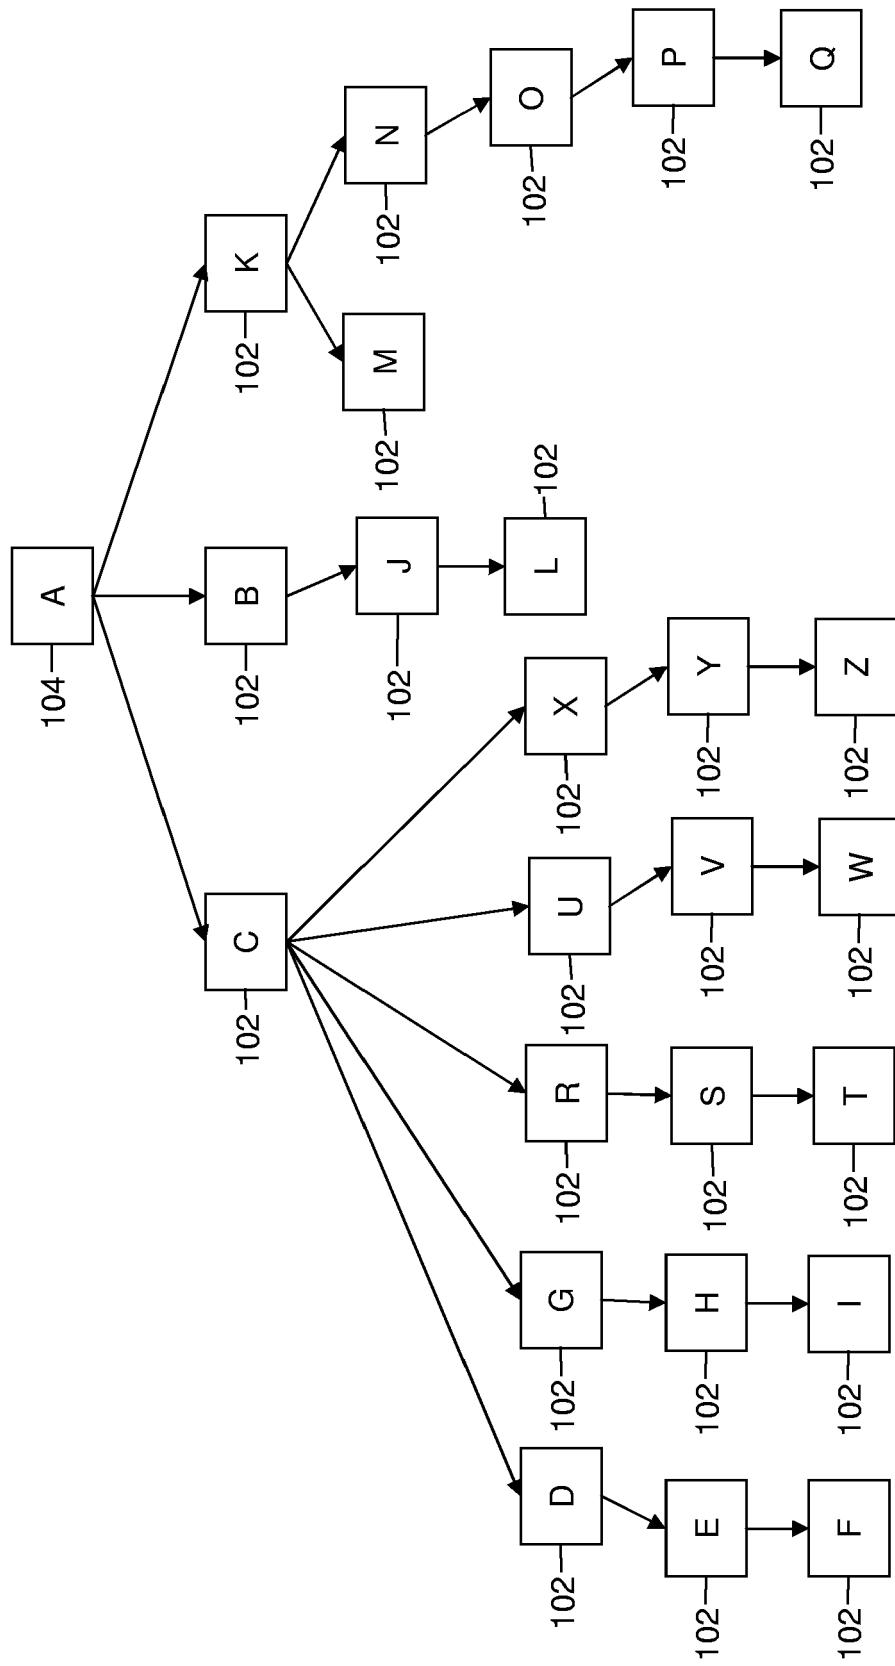 104 A
102 C 102 B 102 K
102 J 102 M 102 N
102 D 102 G 102 R 102 U 102 X L 102 102 O
102 E 102 H 102 S 102 V 102 Y 102 P
102 F 102 I 102 T 102 W 102 Z 102 Q